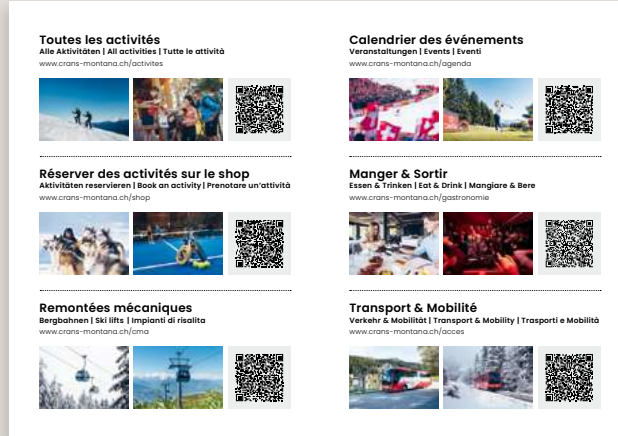 Toutes les activités
Alle Aktivitäten | All activities | Tutte le attività
www.crans-montana.ch/activites
Réserver des activités sur le shop
Aktivitäten reservieren | Book an activity | Prenotare un'attività
www.crans-montana.ch/shop
Remontées mécaniques
Bergbahnen | Ski lifts | Impianti di risalita
www.crans-montana.ch/cma
Calendrier des événements
Veranstaltungen | Events | Eventi
www.crans-montana.ch/agenda
Manger & Sortir
Essen & Trinken | Eat & Drink | Mangiare & Bere
www.crans-montana.ch/gastronomie
Transport & Mobilité
Verkehr & Mobilität | Transport & Mobility | Trasporti e Mobilità
www.crans-montana.ch/acces